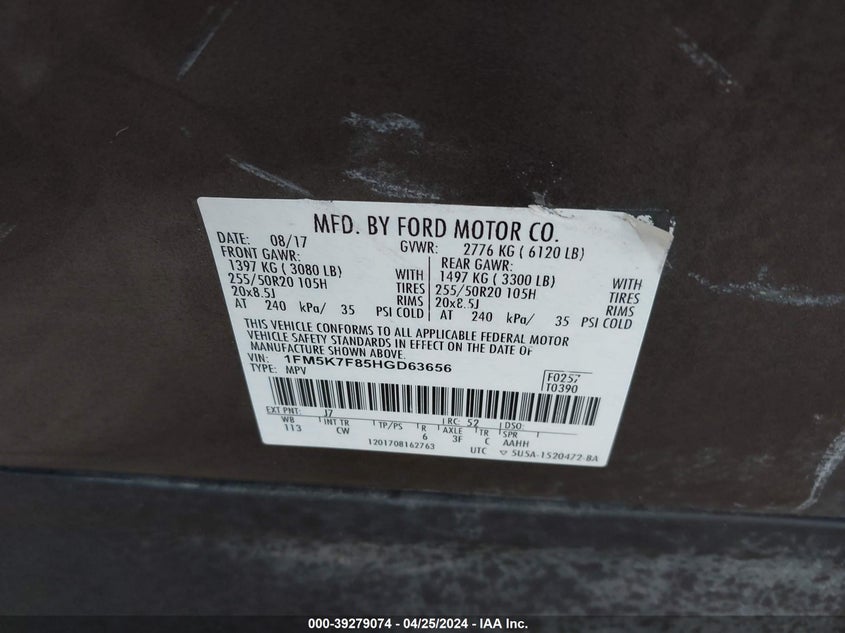 MFD. BY FORD MOTOR CO.
DATE: 08/17 GVWR: 2776 KG ( 6120 LB)
FRONT GAWR: REAR GAWR:
1397 KG ( 3080 LB) WITH 1497 KG ( 3300 LB) WITH
255/50R20 105H TIRES 255/50R20 105H TIRES
20x8.5J RIMS 20x8.5J RIMS
AT 240 kPa/ 35 PSI COLD AT 240 kPa/ 35 PSI COLD
THIS VEHICLE CONFORMS TO ALL APPLICABLE FEDERAL MOTOR
VEHICLE SAFETY STANDARDS IN EFFECT ON THE DATE OF
MANUFACTURE SHOWN ABOVE.
VIN: 1FM5K7F85HGD63656
TYPE: MPV
F0257
T0390
EXT PNT: J7 RC: 52 DSO:
WB INT TR TP/PS R AXLE TR SPR
113 CW 6 3F C AAHH
1201708162763 UTC ▽ 5U5A-1520472-BA
000-39279074 - 04/25/2024 - IAA Inc.